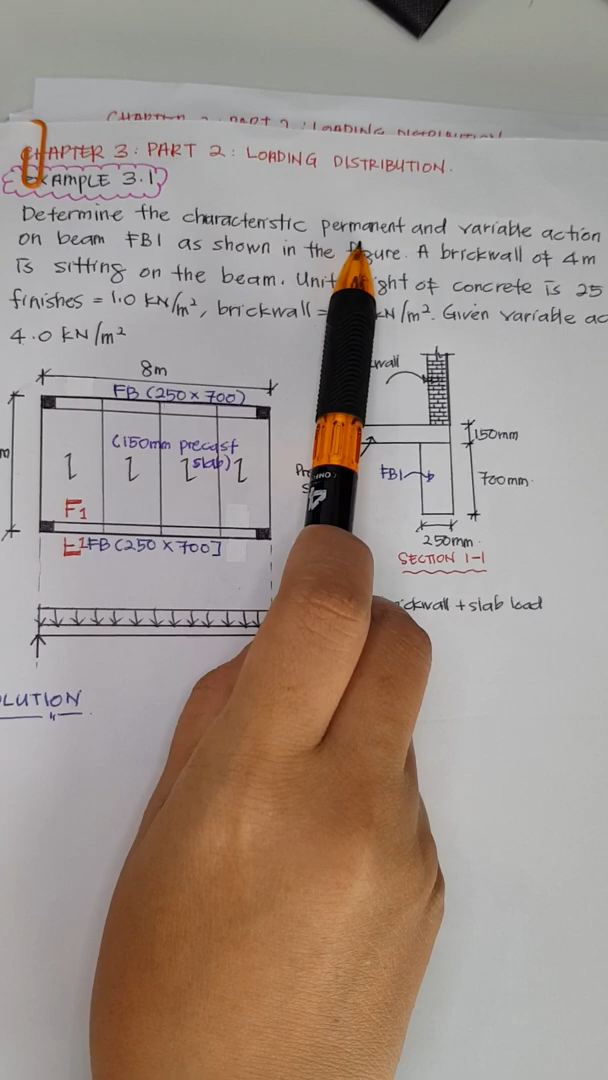 CHAPTER 3: PART 2: LOADING DISTRIBUTION.
EXAMPLE 3.1
Determine the characteristic permanent and variable action
on beam FB1 as shown in the figure. A brickwall of 4m
is sitting on the beam. Unit of concrete is 25
finishes = 1.0 kN/m², brickwall = kN/m². Given variable ac
4.0 kN/m²
8m
FB (250 x 700)
(150mm precast
slab)
F1
FB (250 x 700)
wall
150mm
FB1
700mm
250mm
SECTION 1-1
ickwall + slab load
LUTION